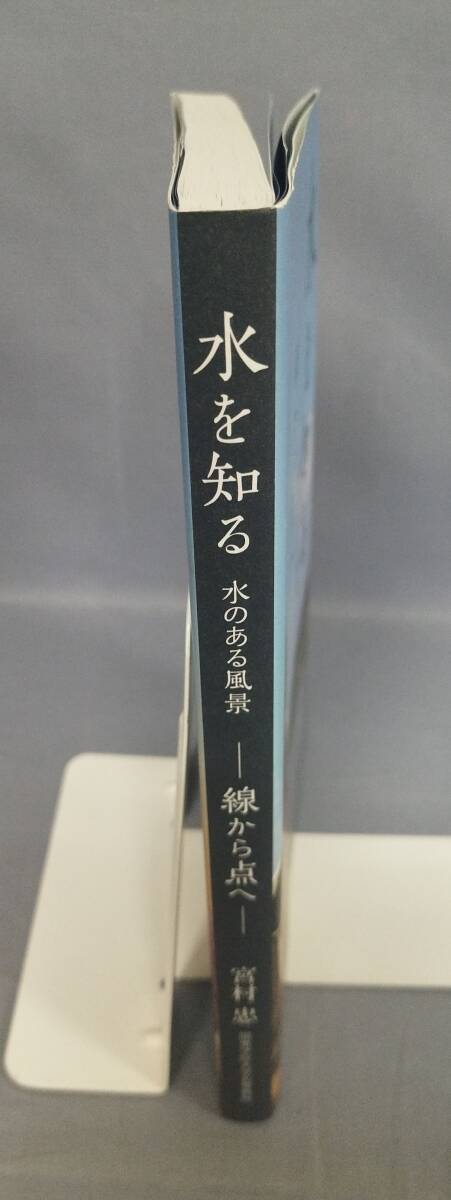 水を知る
水のある風景
―線から点へ―
宮村 忠